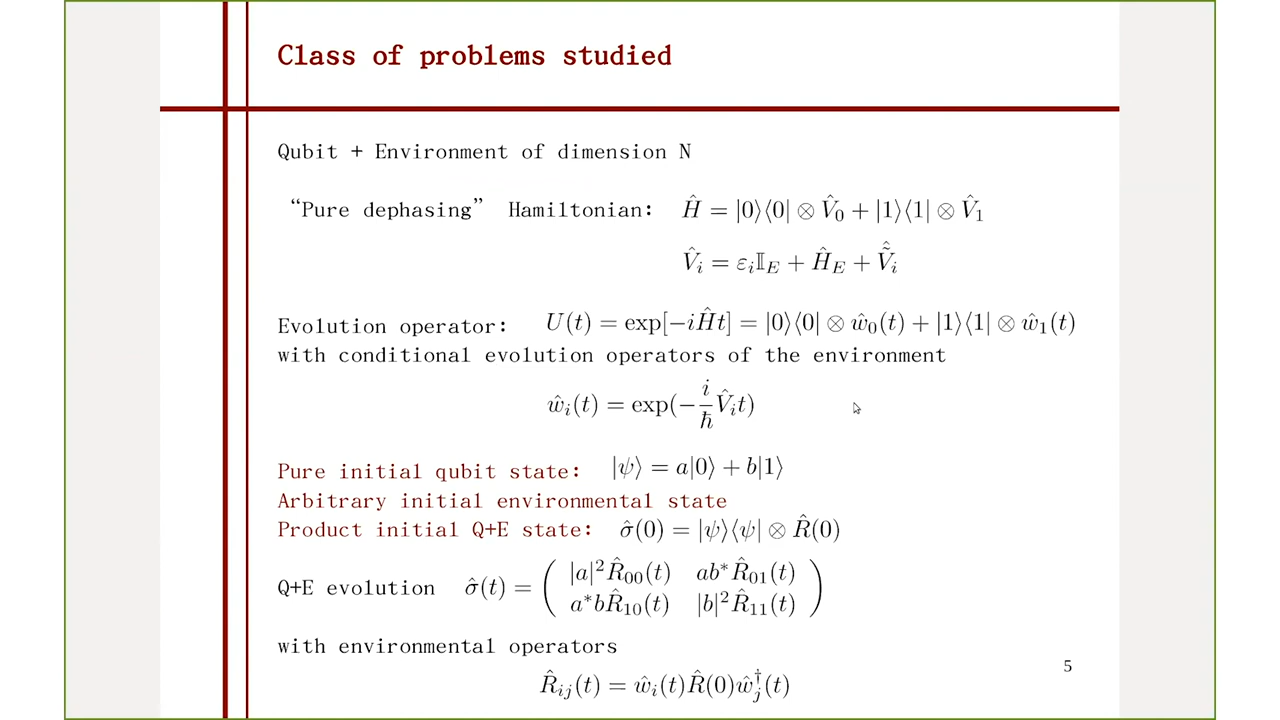 Class of problems studied
Qubit + Environment of dimension N
“Pure dephasing” Hamiltonian: Ĥ = |0⟩⟨0| ⊗ V̂₀ + |1⟩⟨1| ⊗ V̂₁
V̂ᵢ = εᵢ𝕀_E + Ĥ_E + Ṽ̂ᵢ
Evolution operator: U(t) = exp[−iĤt] = |0⟩⟨0| ⊗ ŵ₀(t) + |1⟩⟨1| ⊗ ŵ₁(t)
with conditional evolution operators of the environment
ŵᵢ(t) = exp(−i/ħ V̂ᵢt)
Pure initial qubit state: |ψ⟩ = a|0⟩ + b|1⟩
Arbitrary initial environmental state
Product initial Q+E state: σ̂(0) = |ψ⟩⟨ψ| ⊗ R̂(0)
Q+E evolution σ̂(t) = ( |a|²R̂₀₀(t) ab*R̂₀₁(t)
a*bR̂₁₀(t) |b|²R̂₁₁(t) )
with environmental operators
R̂ᵢⱼ(t) = ŵᵢ(t)R̂(0)ŵⱼ†(t)
5